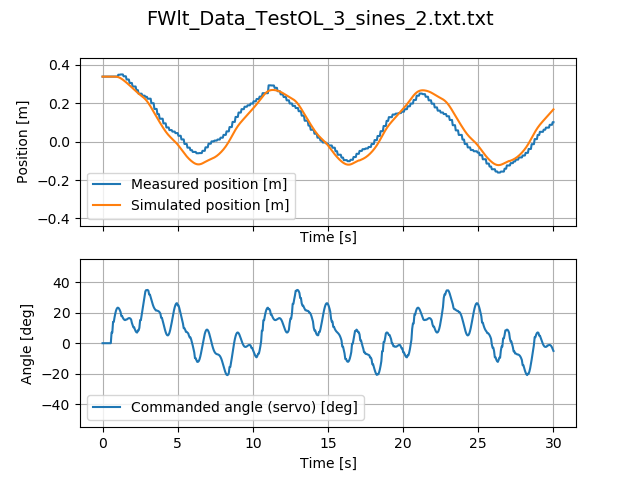 FWlt_Data_TestOL_3_sines_2.txt.txt
0.4
0.2
0.0
−0.2
−0.4
Position [m]
Measured position [m]
Simulated position [m]
Time [s]
40
20
0
−20
−40
Angle [deg]
Commanded angle (servo) [deg]
0 5 10 15 20 25 30
Time [s]